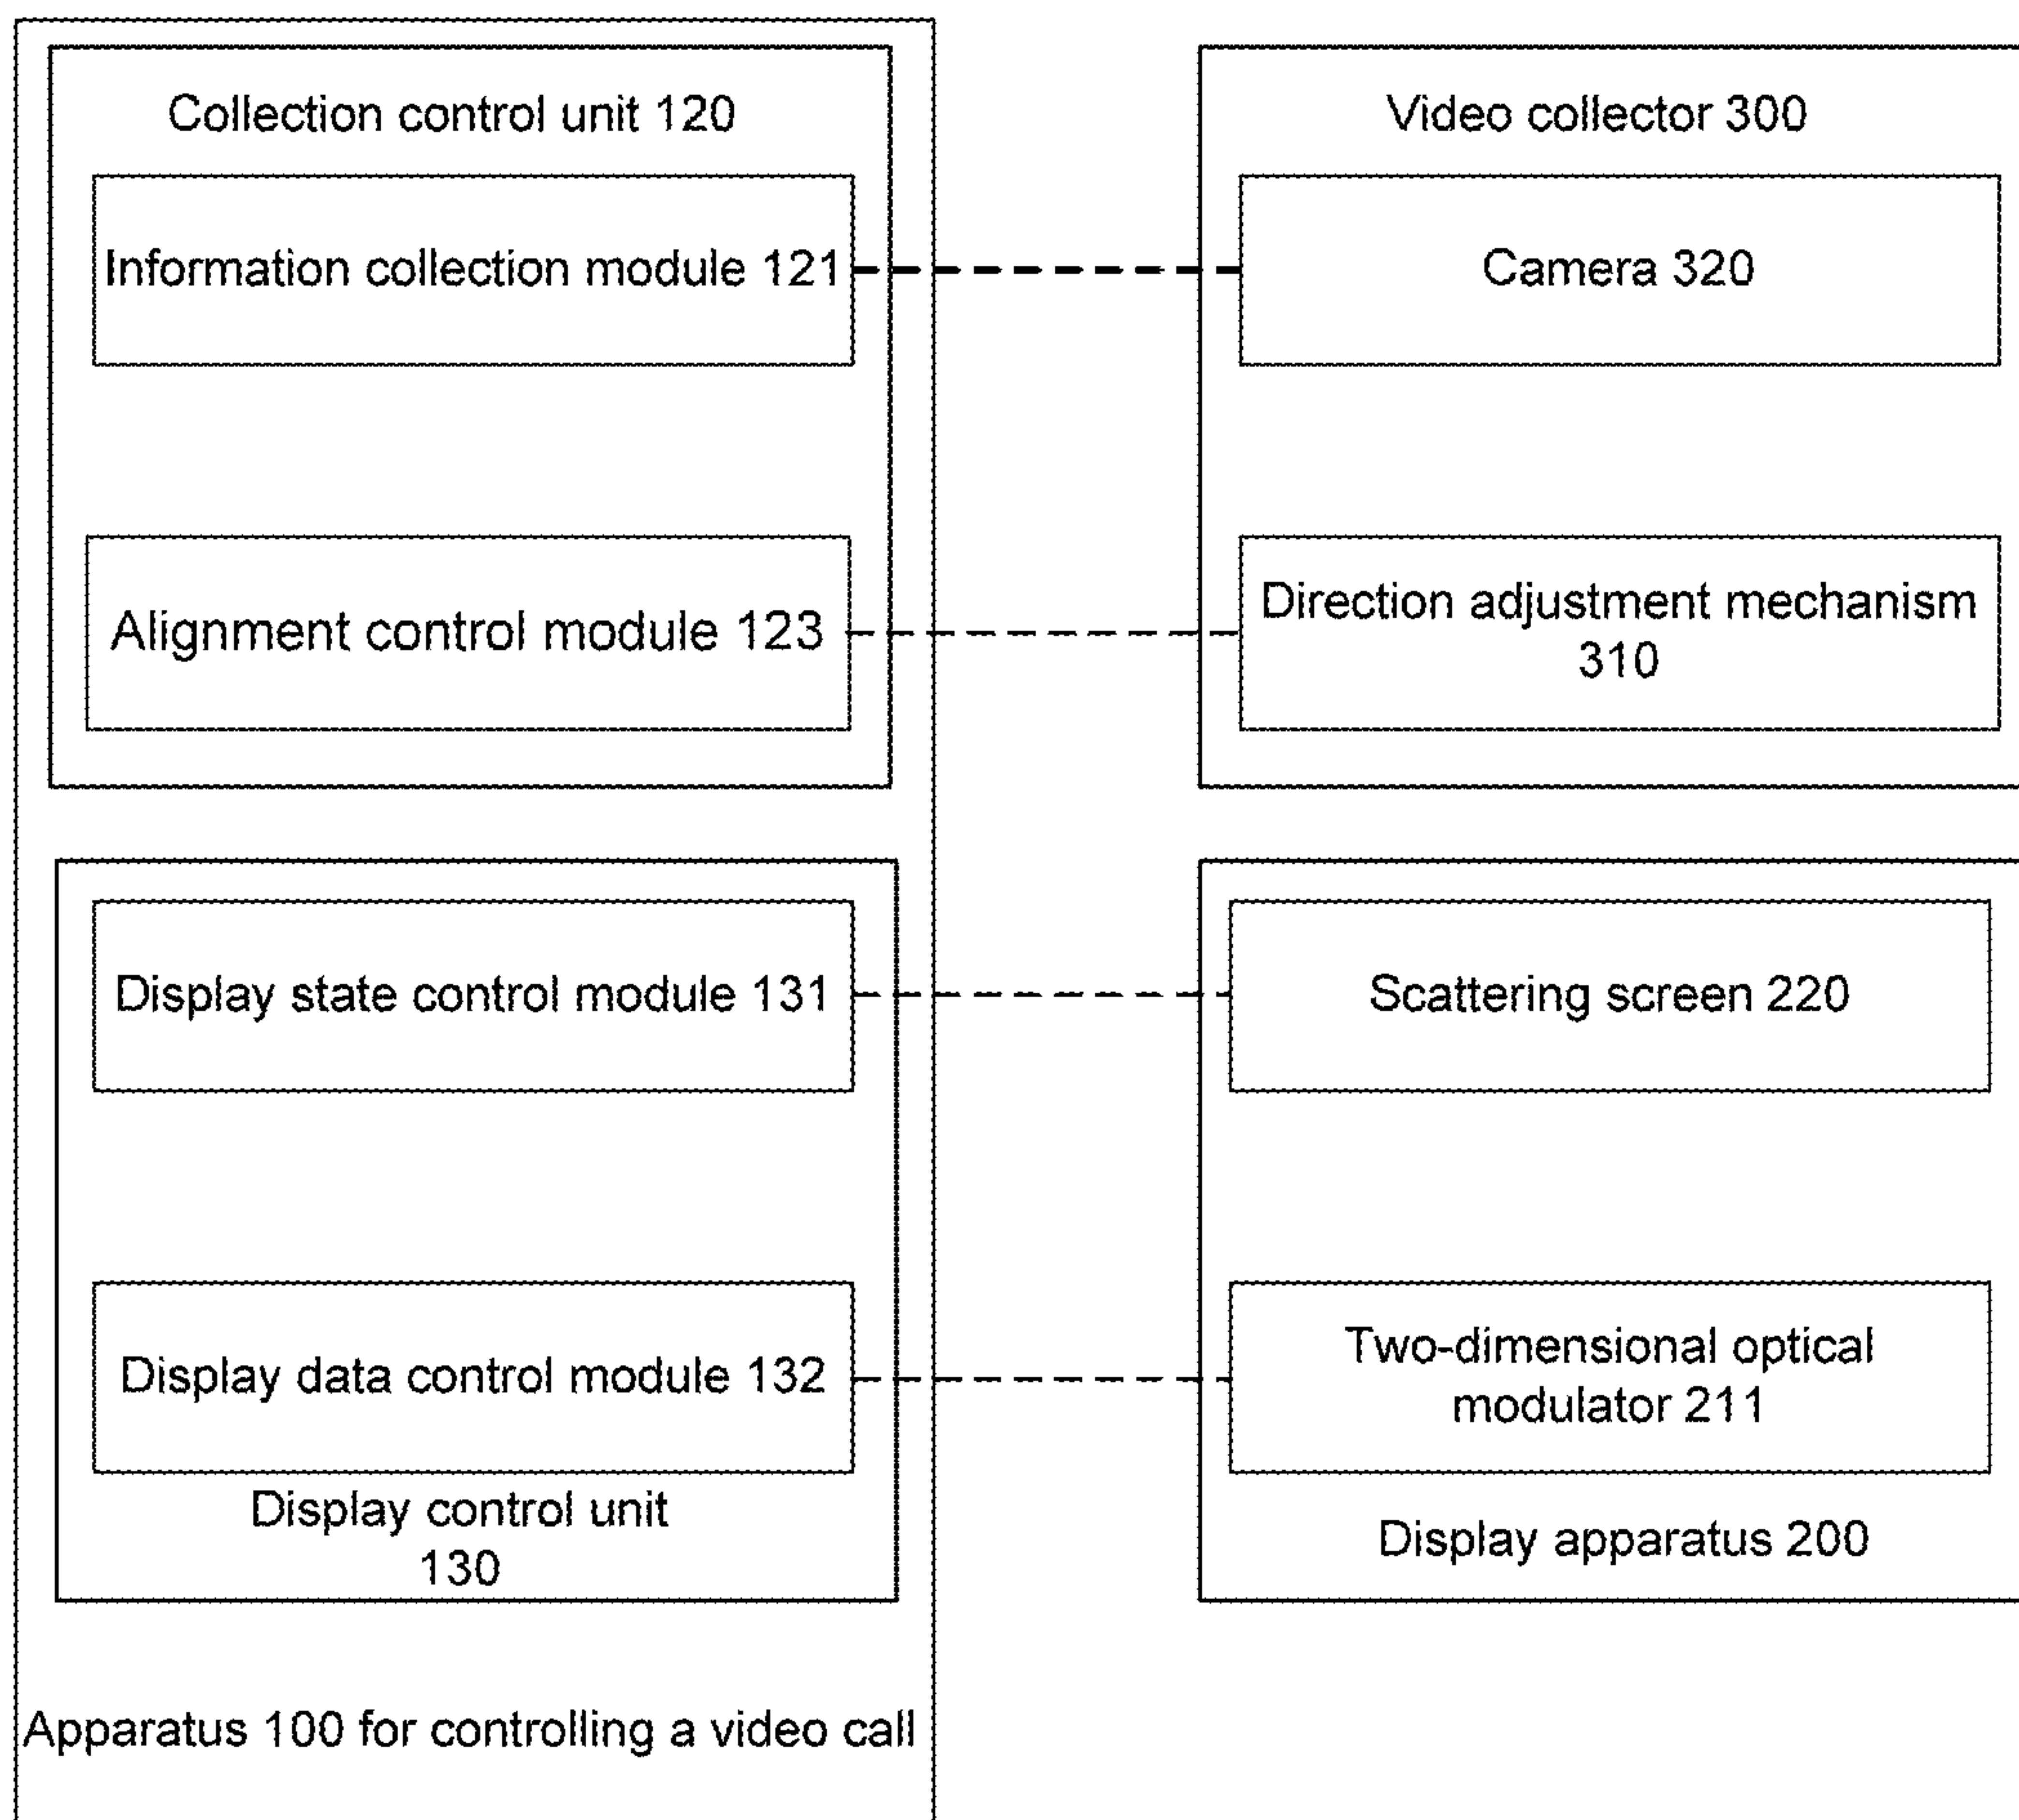 Collection control unit 120
Information collection module 121
Alignment control module 123
Display state control module 131
Display data control module 132
Display control unit
130
Apparatus 100 for controlling a video call
Video collector 300
Camera 320
Direction adjustment mechanism
310
Scattering screen 220
Two-dimensional optical
modulator 211
Display apparatus 200